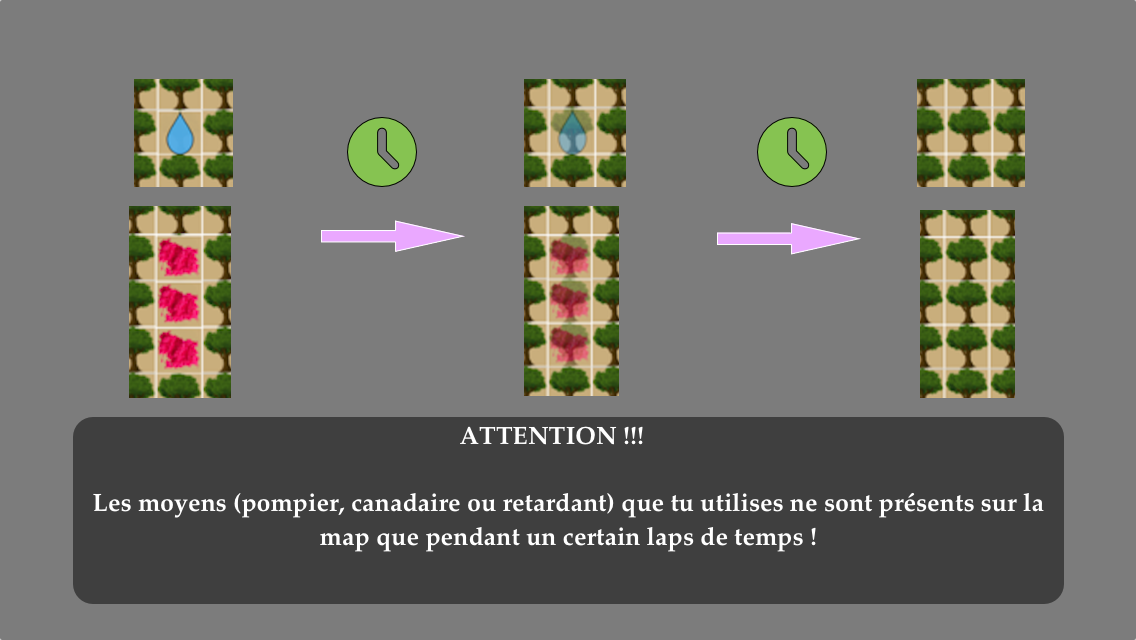 ATTENTION !!!
Les moyens (pompier, canadaire ou retardant) que tu utilises ne sont présents sur la
map que pendant un certain laps de temps !